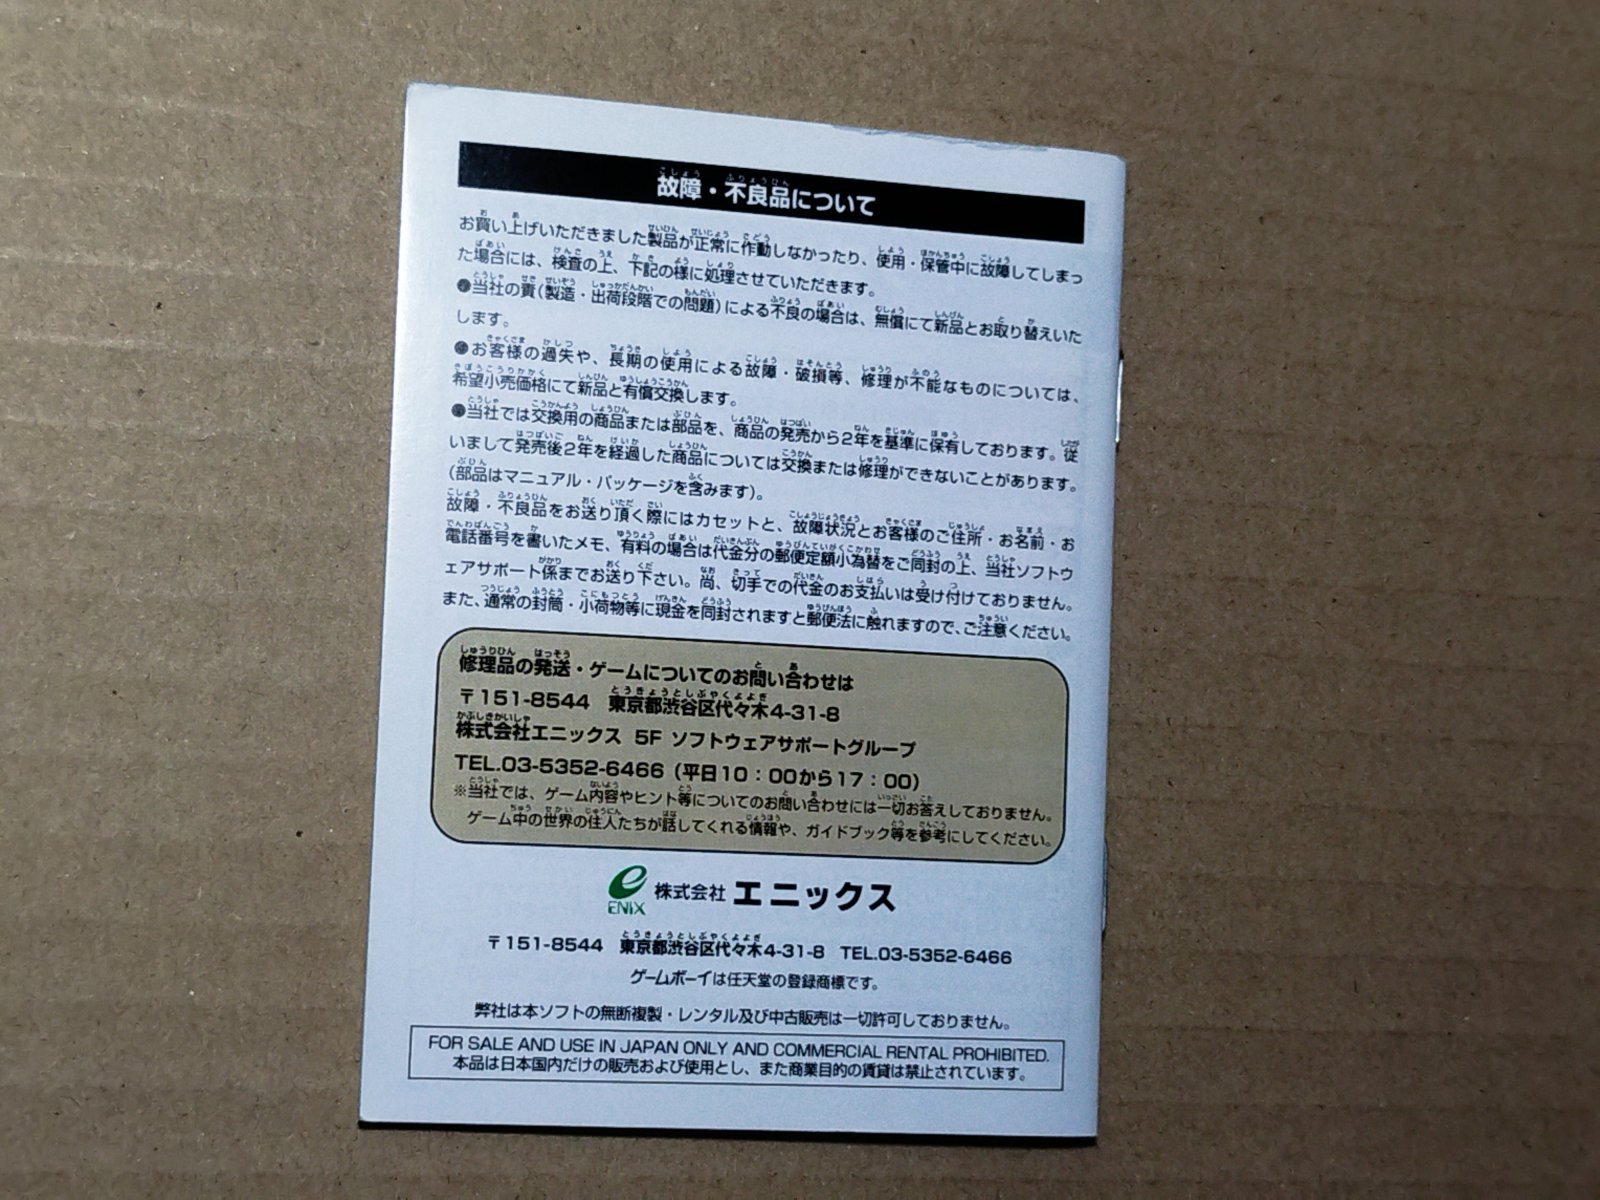 故障・不良品について
お買い上げいただきました製品が正常に作動しなかったり、使用・保管中に故障してしまっ
た場合には、検査の上、下記の様に処理させていただきます。
●当社の責(製造・出荷段階での問題)による不良の場合は、無償にて新品とお取り替えいた
します。
●お客様の過失や、長期の使用による故障・破損等、修理が不能なものについては、
希望小売価格にて新品と有償交換します。
●当社では交換用の商品または部品を、商品の発売から2年を基準に保有しております。従
いまして発売後2年を経過した商品については交換または修理ができないことがあります。
(部品はマニュアル・パッケージを含みます)。
故障・不良品をお送り頂く際にはカセットと、故障状況とお客様のご住所・お名前・お
電話番号を書いたメモ、有料の場合は代金分の郵便定額小為替をご同封の上、当社ソフトウ
ェアサポート係までお送り下さい。尚、切手での代金のお支払いは受け付けておりません。
また、通常の封筒・小荷物等に現金を同封されますと郵便法に触れますので、ご注意ください。
修理品の発送・ゲームについてのお問い合わせは
〒151-8544 東京都渋谷区代々木4-31-8
株式会社エニックス 5F ソフトウェアサポートグループ
TEL.03-5352-6466 (平日10：00から17：00)
※当社では、ゲーム内容やヒント等についてのお問い合わせには一切お答えしておりません。
ゲーム中の世界の住人たちが話してくれる情報や、ガイドブック等を参考にしてください。
ENIX 株式会社 エニックス
〒151-8544 東京都渋谷区代々木4-31-8 TEL.03-5352-6466
ゲームボーイは任天堂の登録商標です。
弊社は本ソフトの無断複製・レンタル及び中古販売は一切許可しておりません。
FOR SALE AND USE IN JAPAN ONLY AND COMMERCIAL RENTAL PROHIBITED.
本品は日本国内だけの販売および使用とし、また商業目的の賃貸は禁止されています。